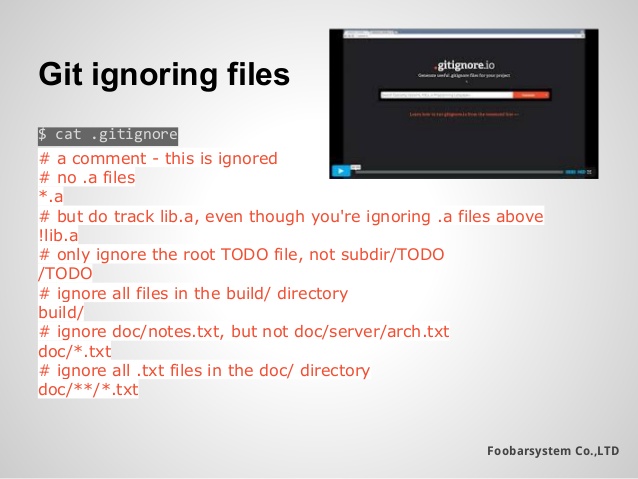 Git ignoring files
.gitignore.io
Generate useful .gitignore files for your project
$ cat .gitignore
# a comment - this is ignored
# no .a files
*.a
# but do track lib.a, even though you're ignoring .a files above
!lib.a
# only ignore the root TODO file, not subdir/TODO
/TODO
# ignore all files in the build/ directory
build/
# ignore doc/notes.txt, but not doc/server/arch.txt
doc/*.txt
# ignore all .txt files in the doc/ directory
doc/**/*.txt
Foobarsystem Co.,LTD